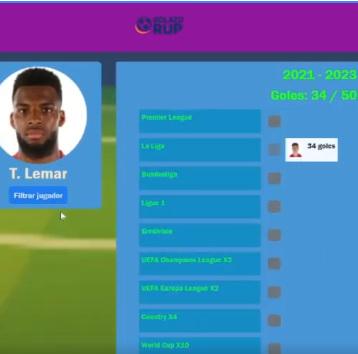 GOLAZO
RUP
2021 - 2023
Goles: 34 / 50
Premier League
La Liga
34 goles
Bundesliga
T. Lemar
Filtrar jugador
Ligue 1
Eredivisie
UEFA Champions League X3
UEFA Europa League X2
Country X4
World Cup X10